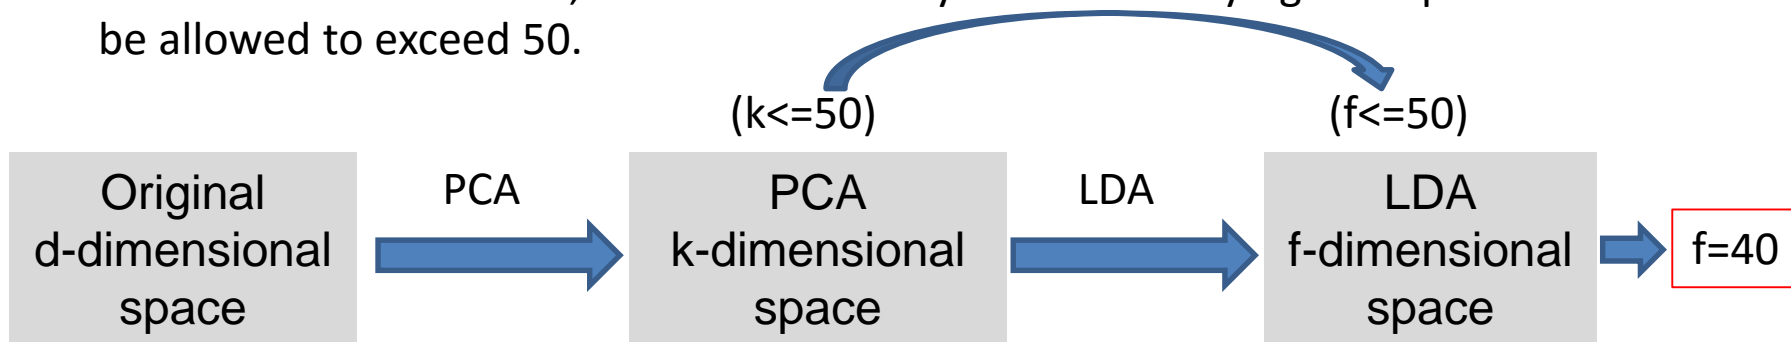 be allowed to exceed 50.
(k<=50)
(f<=50)
Original
d-dimensional
space
PCA
PCA
k-dimensional
space
LDA
LDA
f-dimensional
space
f=40